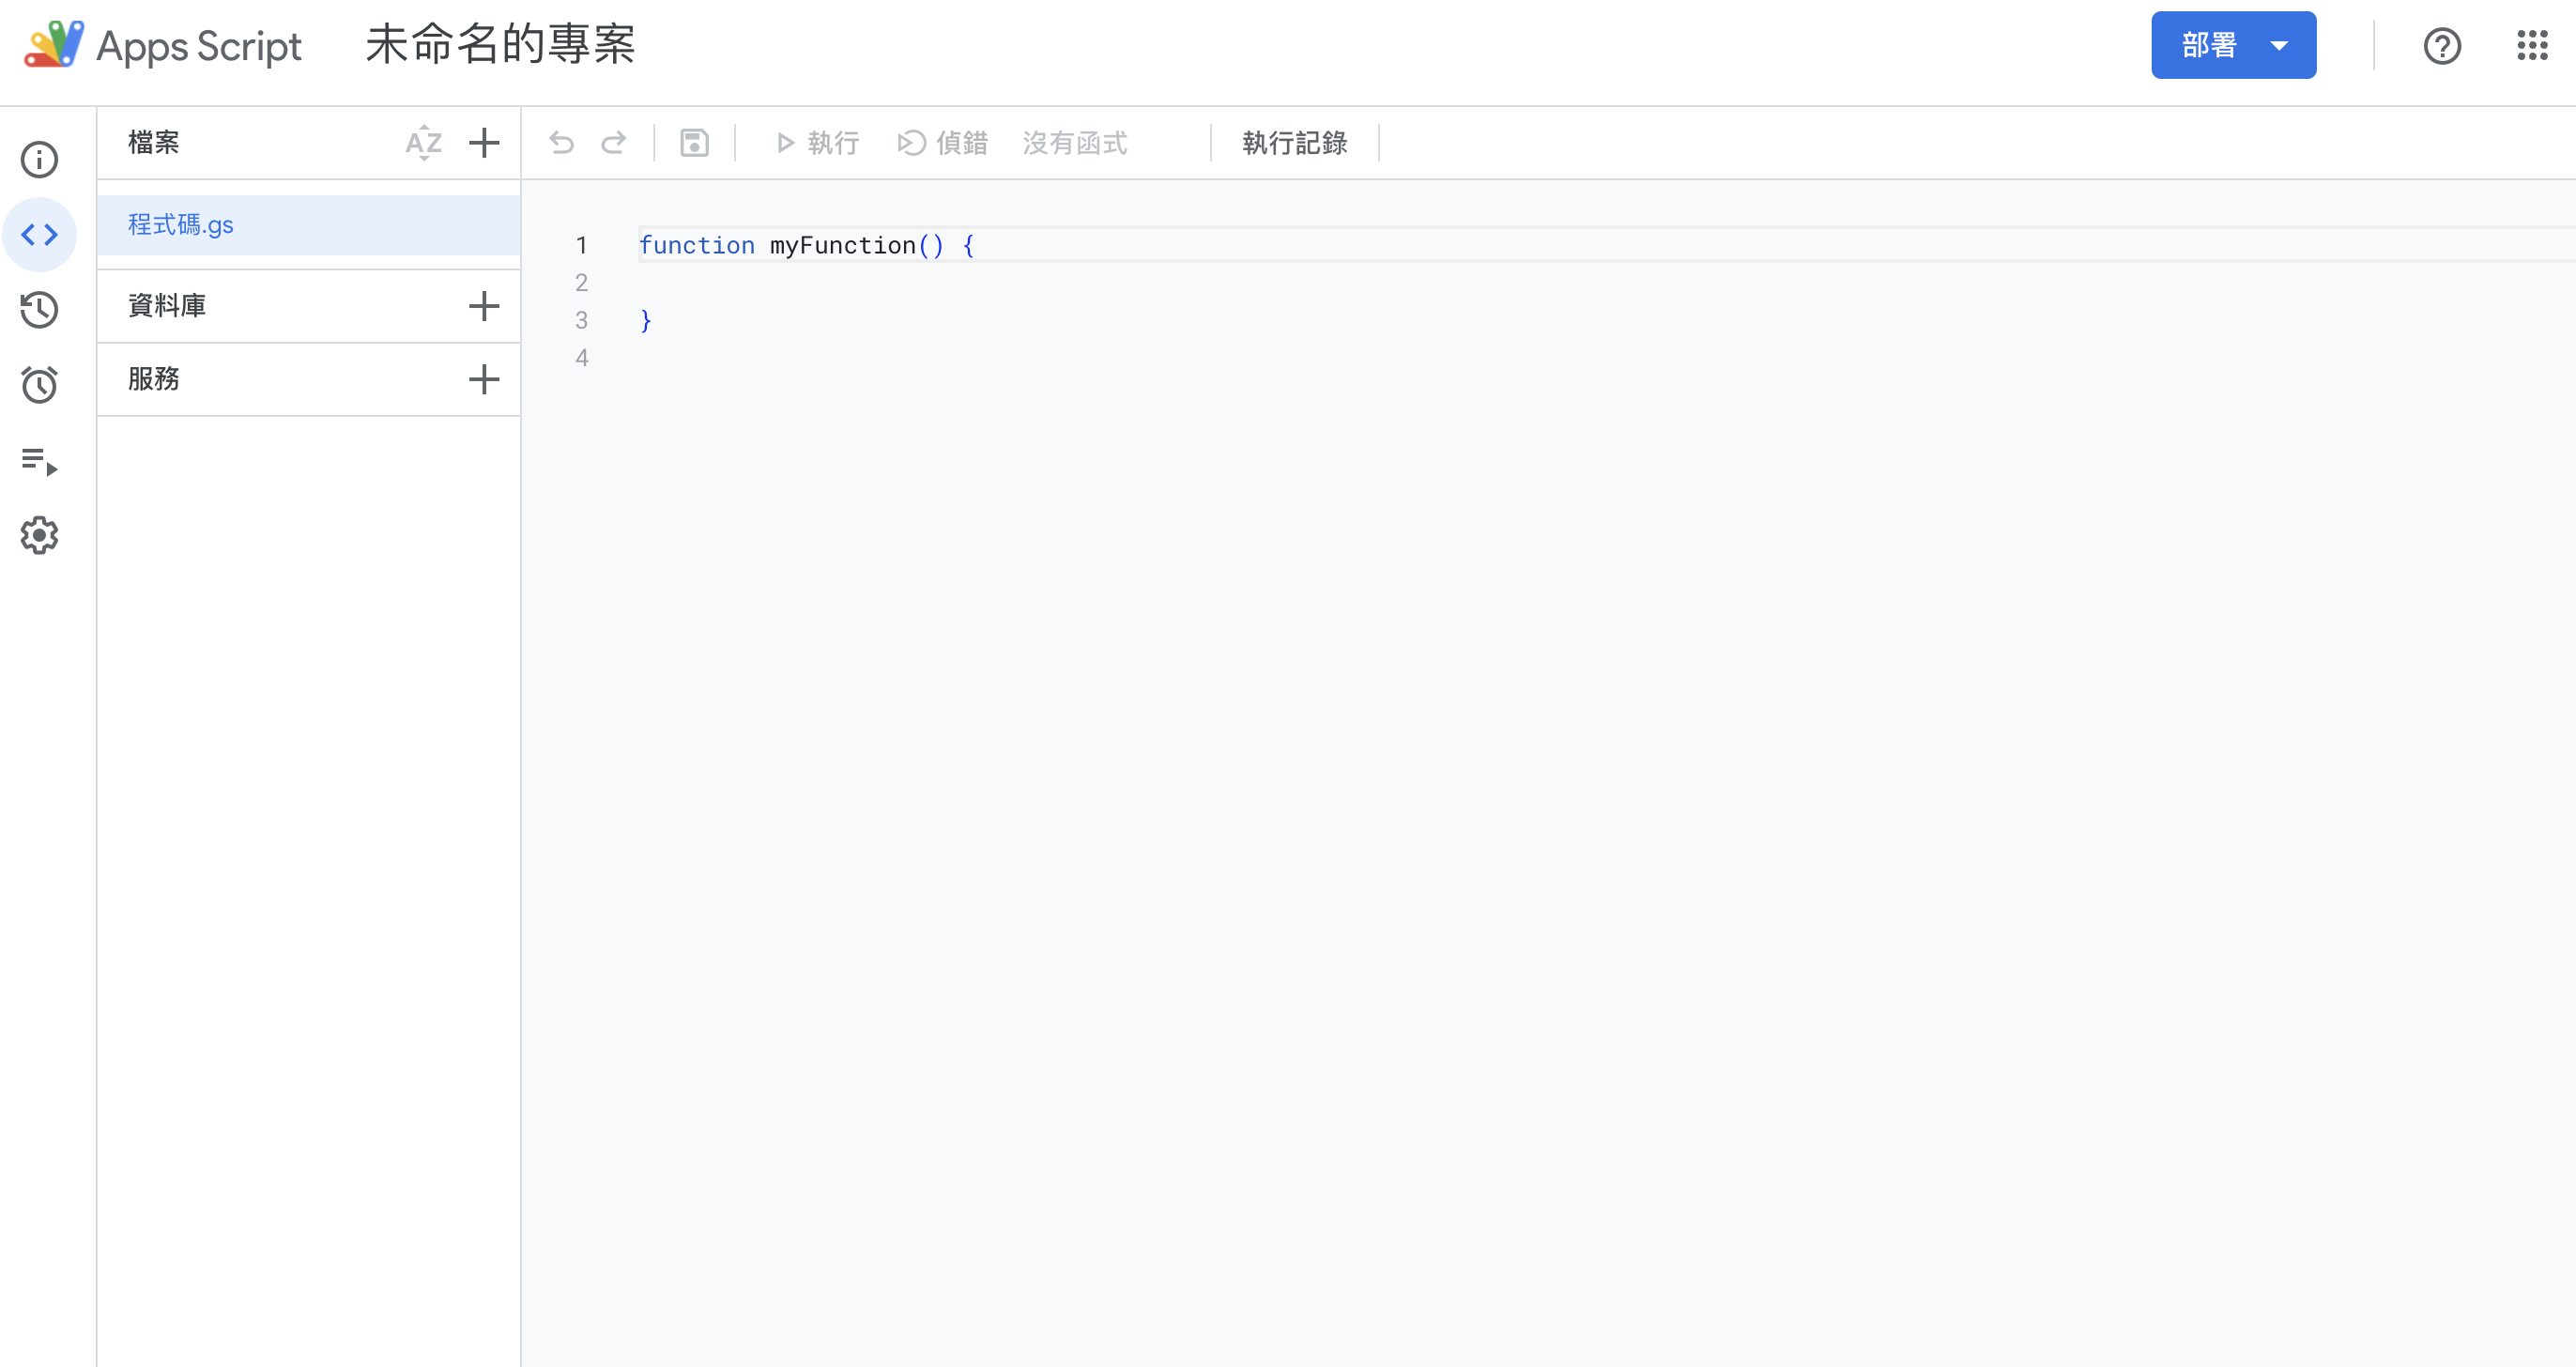 Apps Script 未命名的專案 部署
檔案 AZ
執行 偵錯 沒有函式 執行記錄
程式碼.gs
資料庫
服務
1 function myFunction() {
2
3 }
4